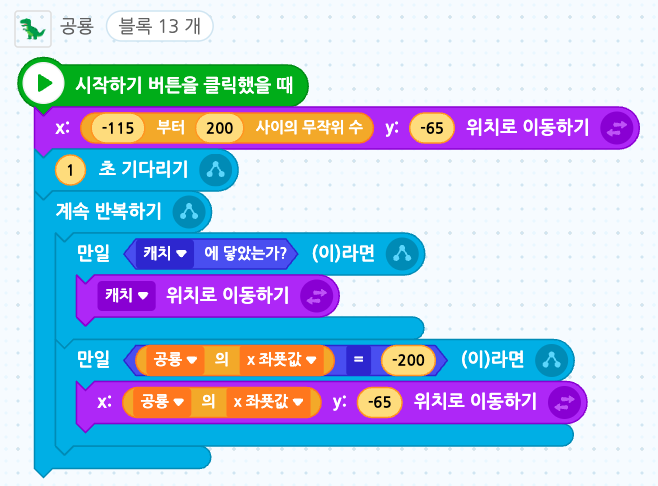 공룡 블록 13 개
시작하기 버튼을 클릭했을 때
x: -115 부터 200 사이의 무작위 수 y: -65 위치로 이동하기
1 초 기다리기
계속 반복하기
만일 캐치 에 닿았는가? (이)라면
캐치 위치로 이동하기
만일 공룡 의 x 좌푯값 = -200 (이)라면
x: 공룡 의 x 좌푯값 y: -65 위치로 이동하기